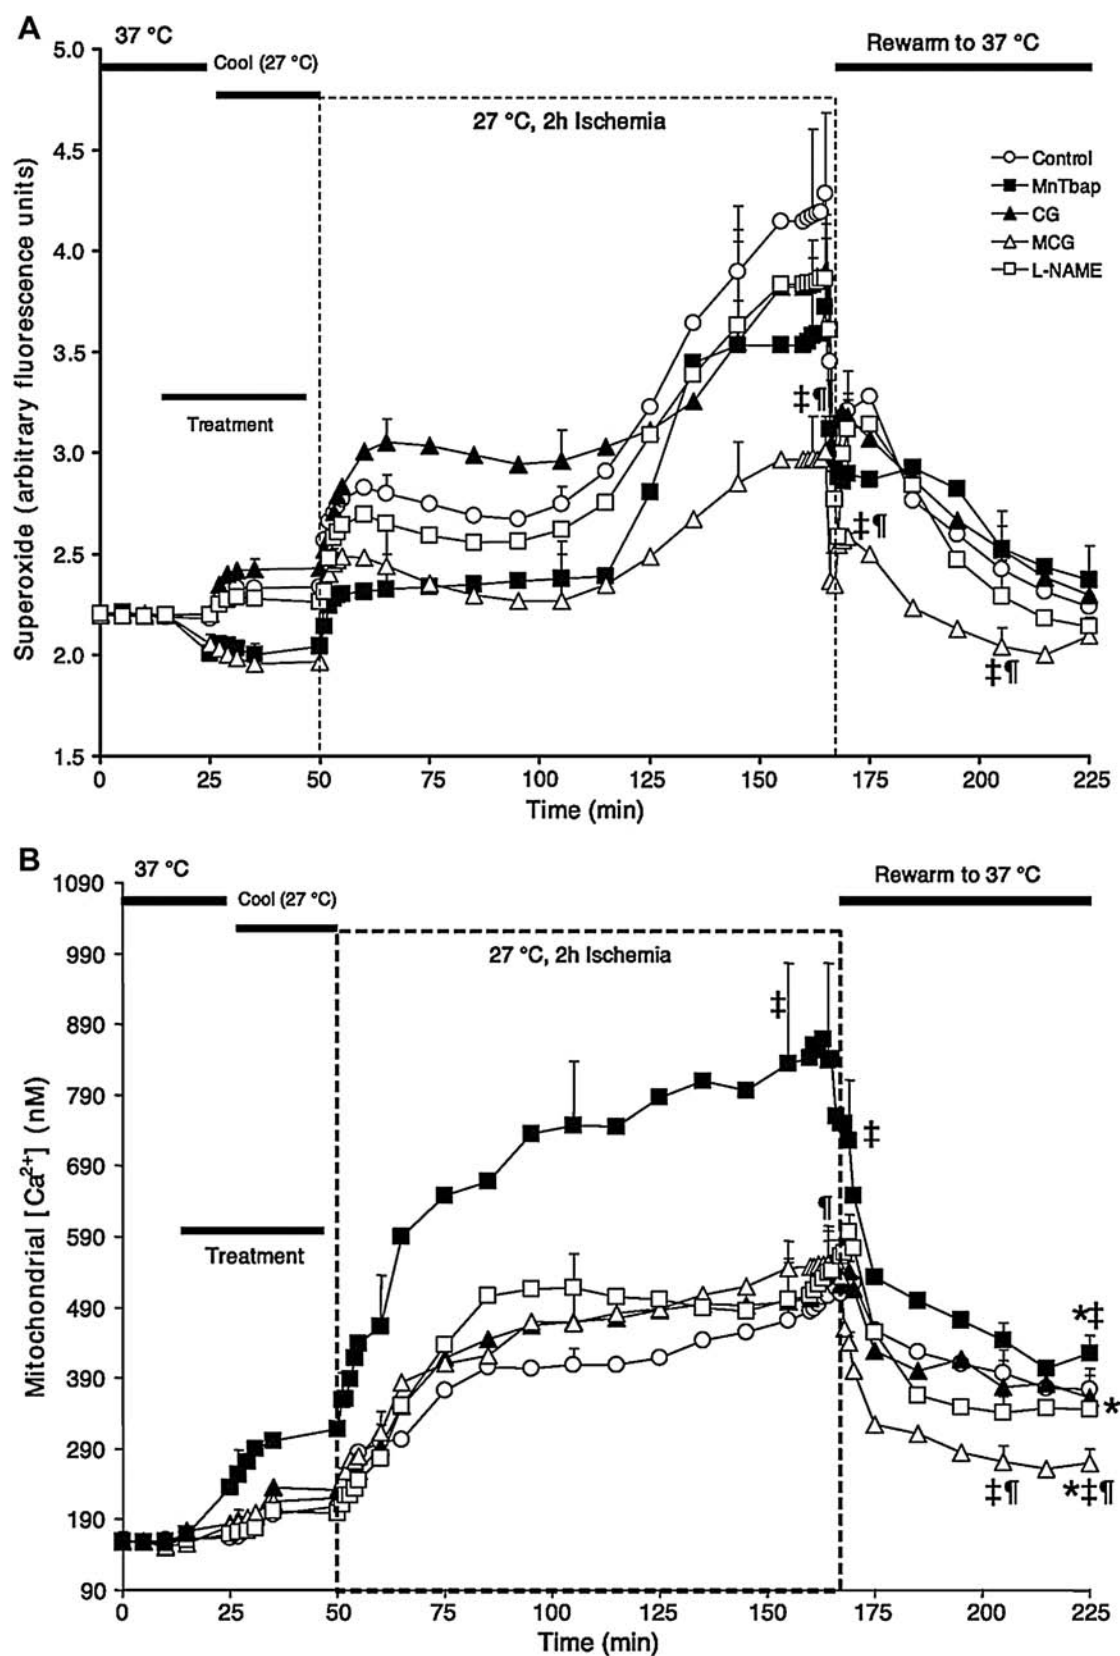 A
37 °C
Cool (27 °C)
Rewarm to 37 °C
27 °C, 2h Ischemia
Control
MnTbap
CG
MCG
L-NAME
Treatment
‡¶
‡¶
‡¶
Superoxide (arbitrary fluorescence units)
5.0
4.5
4.0
3.5
3.0
2.5
2.0
1.5
0 25 50 75 100 125 150 175 200 225
Time (min)
B
37 °C
Cool (27 °C)
Rewarm to 37 °C
27 °C, 2h Ischemia
‡
‡
¶
Treatment
*‡
*
‡¶
*‡¶
Mitochondrial [Ca²⁺] (nM)
1090
990
890
790
690
590
490
390
290
190
90
0 25 50 75 100 125 150 175 200 225
Time (min)